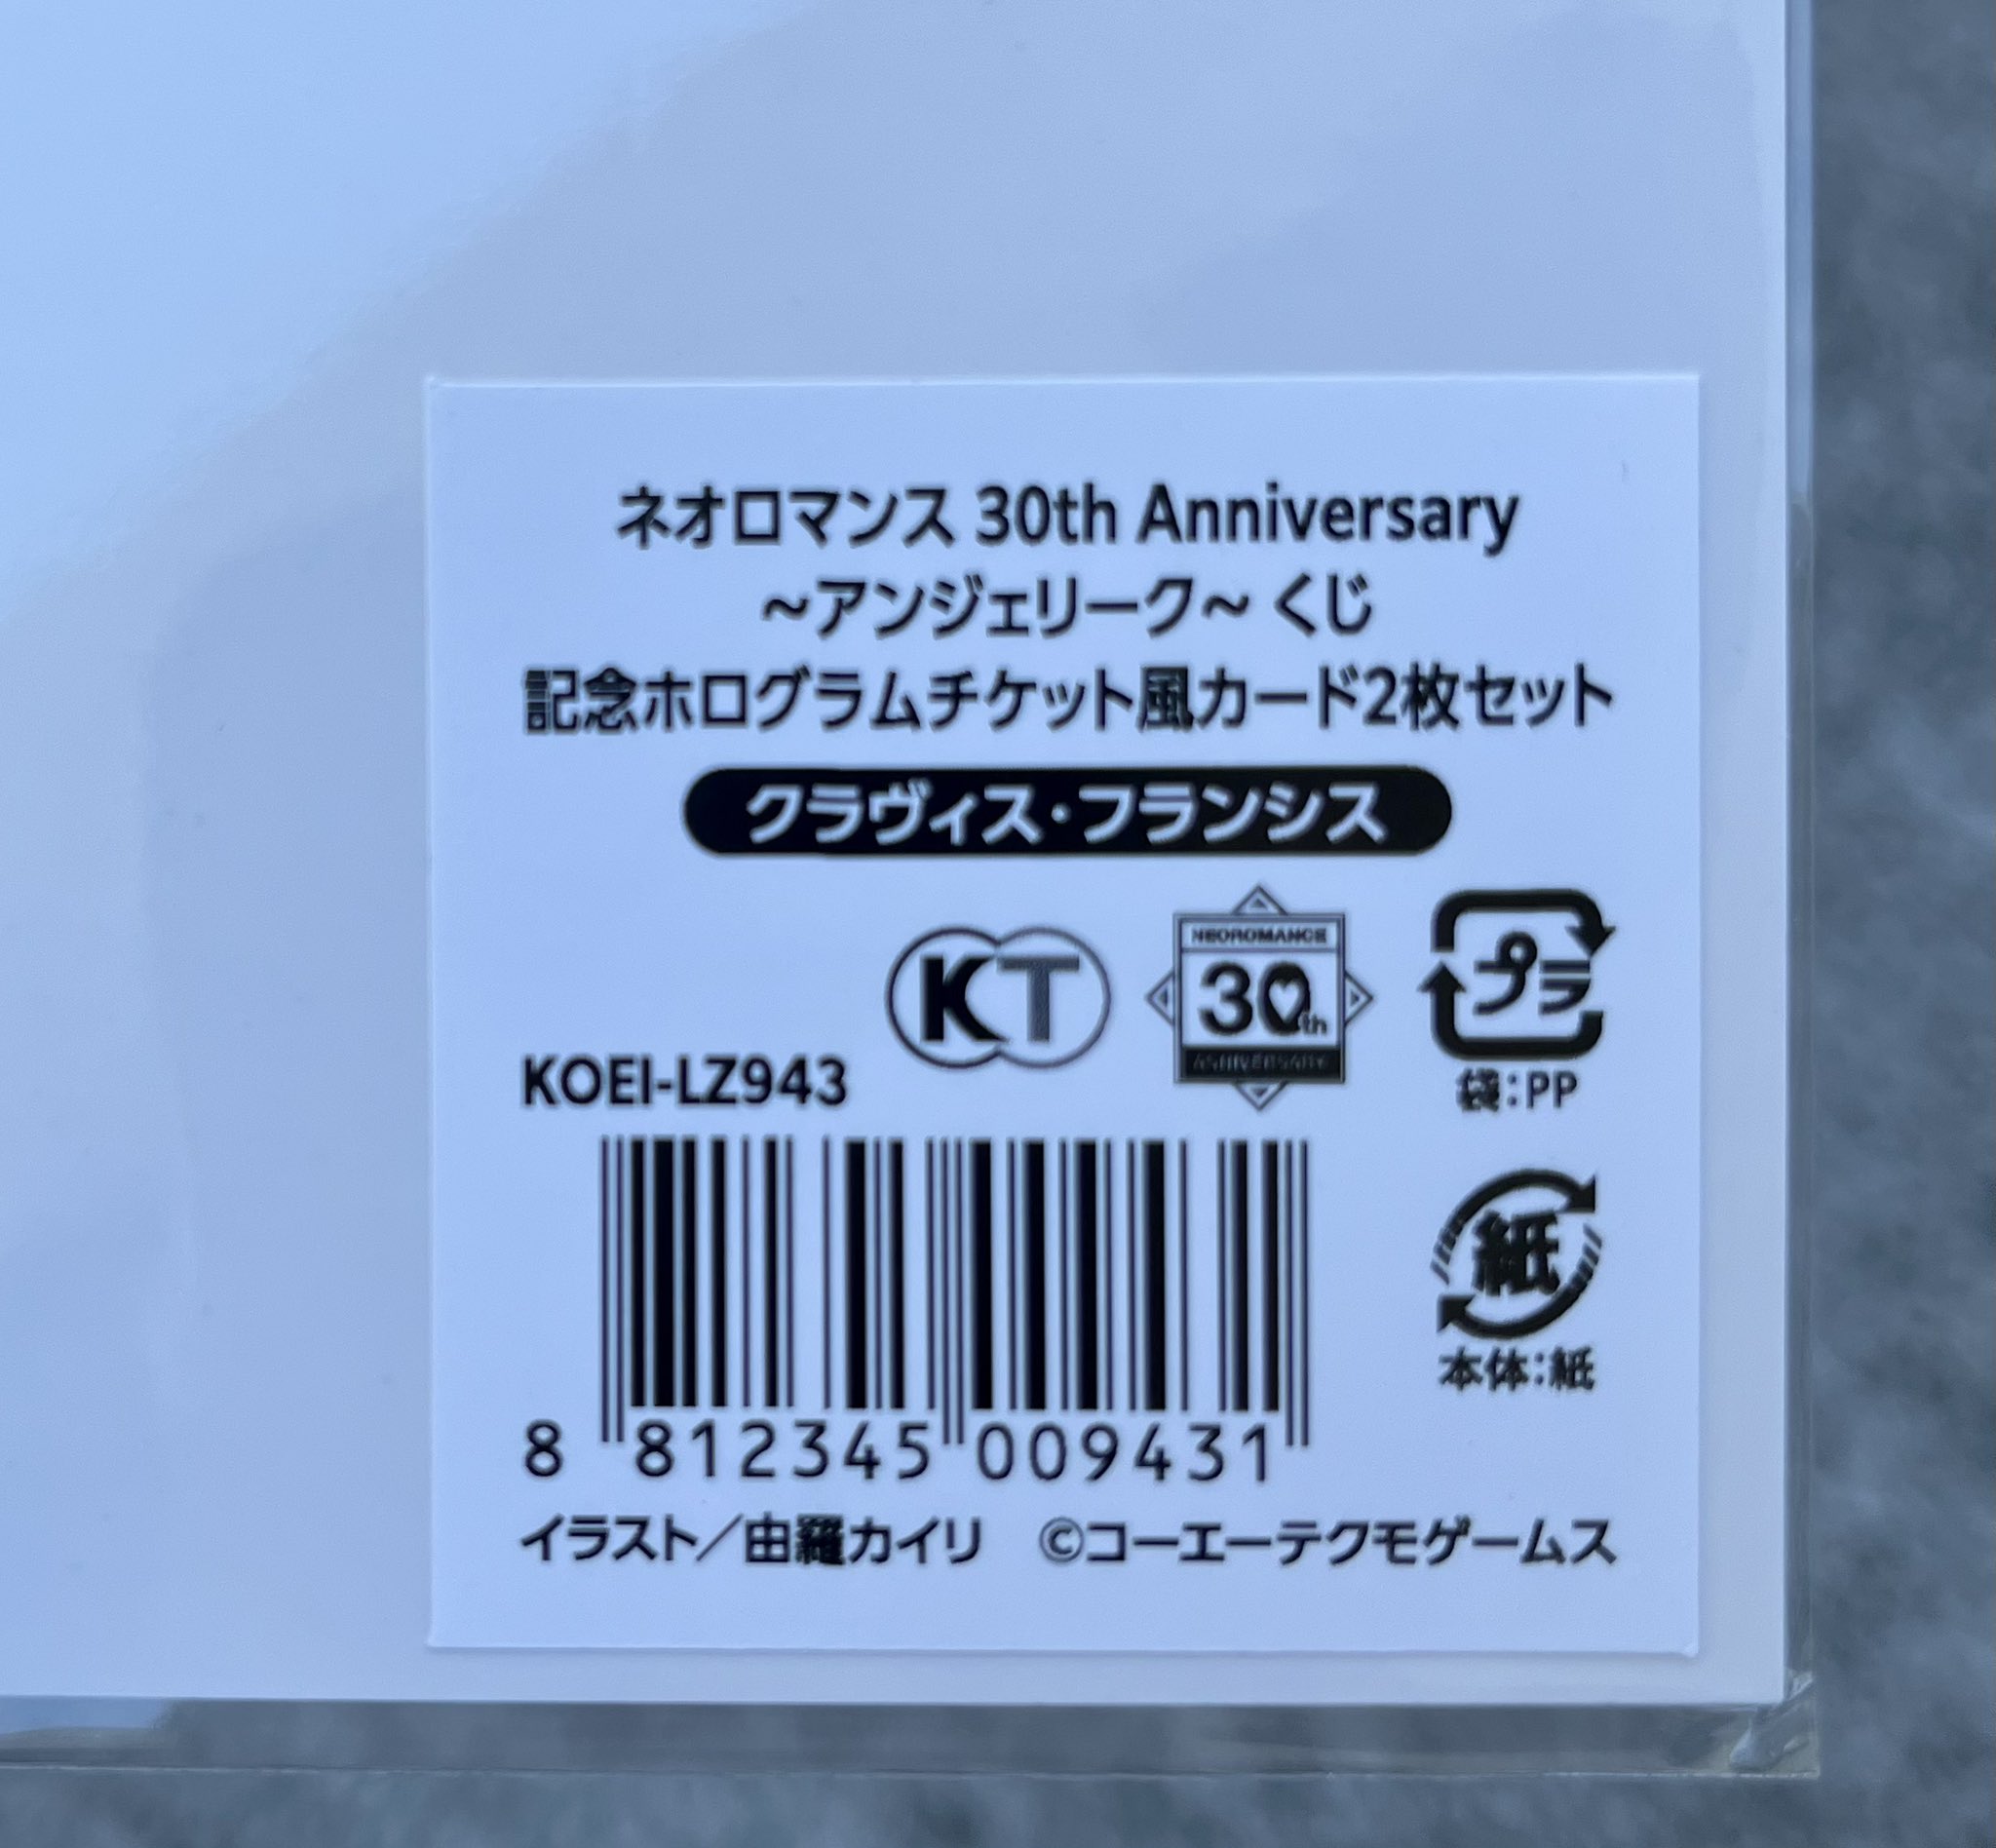 ネオロマンス 30th Anniversary
～アンジェリーク～ くじ
記念ホログラムチケット風カード2枚セット
クラヴィス・フランシス
KT
NEOROMANCE
30th
ANNIVERSARY
プラ
袋：PP
KOEI-LZ943
紙
本体：紙
8 812345 009431
イラスト／由羅カイリ ©コーエーテクモゲームス